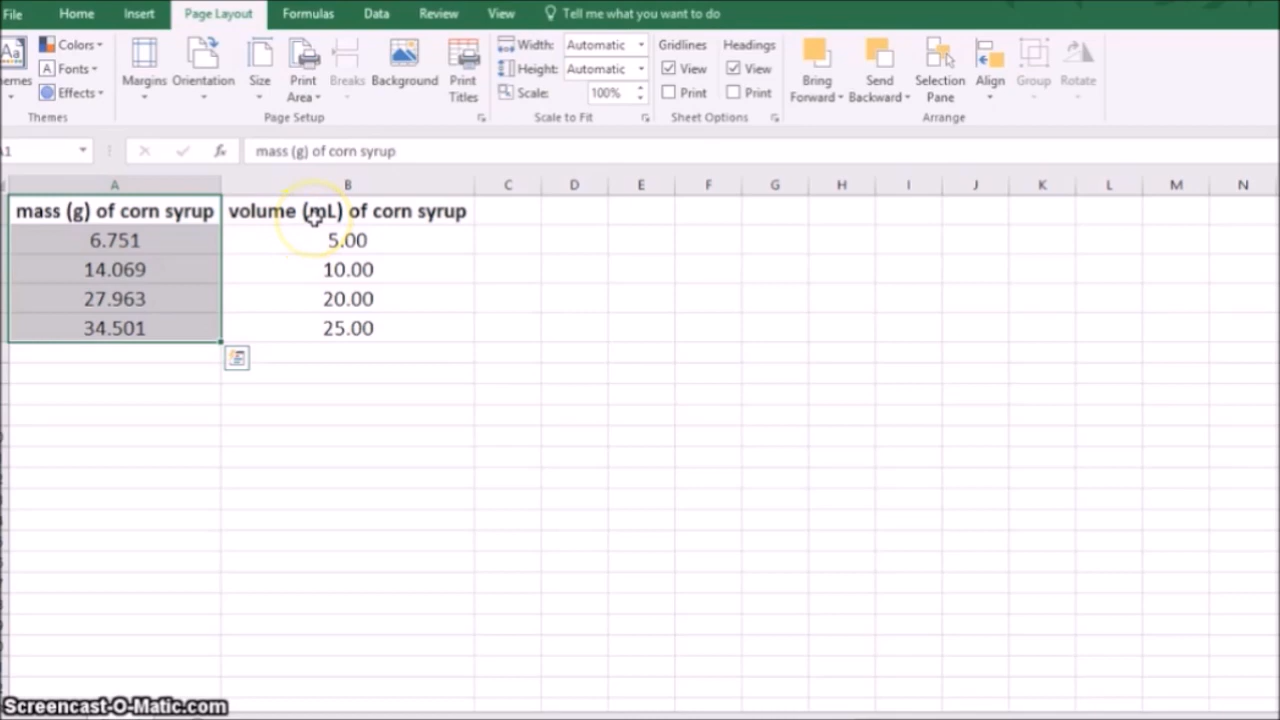 File Home Insert Page Layout Formulas Data Review View Tell me what you want to do
Colors Width: Automatic Gridlines Headings
Aa
Fonts Height: Automatic View View
Margins Orientation Size Print Breaks Background Print Bring Send Selection Align Group Rotate
Effects Area Titles Scale: 100% Print Print Forward Backward Pane
Themes Page Setup Scale to Fit Sheet Options Arrange
fx mass (g) of corn syrup
A B C D E F G H I J K L M N
mass (g) of corn syrup volume (mL) of corn syrup
6.751 5.00
14.069 10.00
27.963 20.00
34.501 25.00
Screencast-O-Matic.com